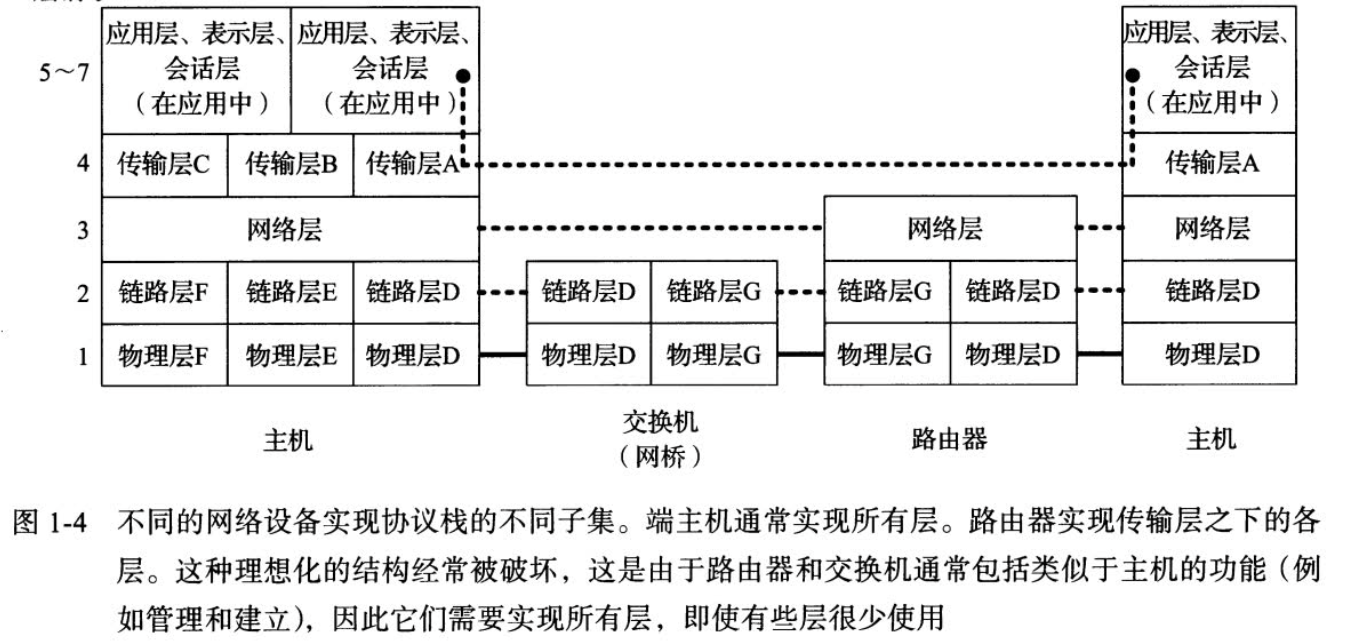 应用层、表示层、 应用层、表示层、 应用层、表示层、
5～7 会话层 会话层 会话层
（在应用中） （在应用中） （在应用中）
4 传输层C 传输层B 传输层A 传输层A
3 网络层 网络层 网络层
2 链路层F 链路层E 链路层D 链路层D 链路层G 链路层G 链路层D 链路层D
1 物理层F 物理层E 物理层D 物理层D 物理层G 物理层G 物理层D 物理层D
主机 交换机 路由器 主机
（网桥）
图 1-4 不同的网络设备实现协议栈的不同子集。端主机通常实现所有层。路由器实现传输层之下的各
层。这种理想化的结构经常被破坏，这是由于路由器和交换机通常包括类似于主机的功能（例
如管理和建立），因此它们需要实现所有层，即使有些层很少使用